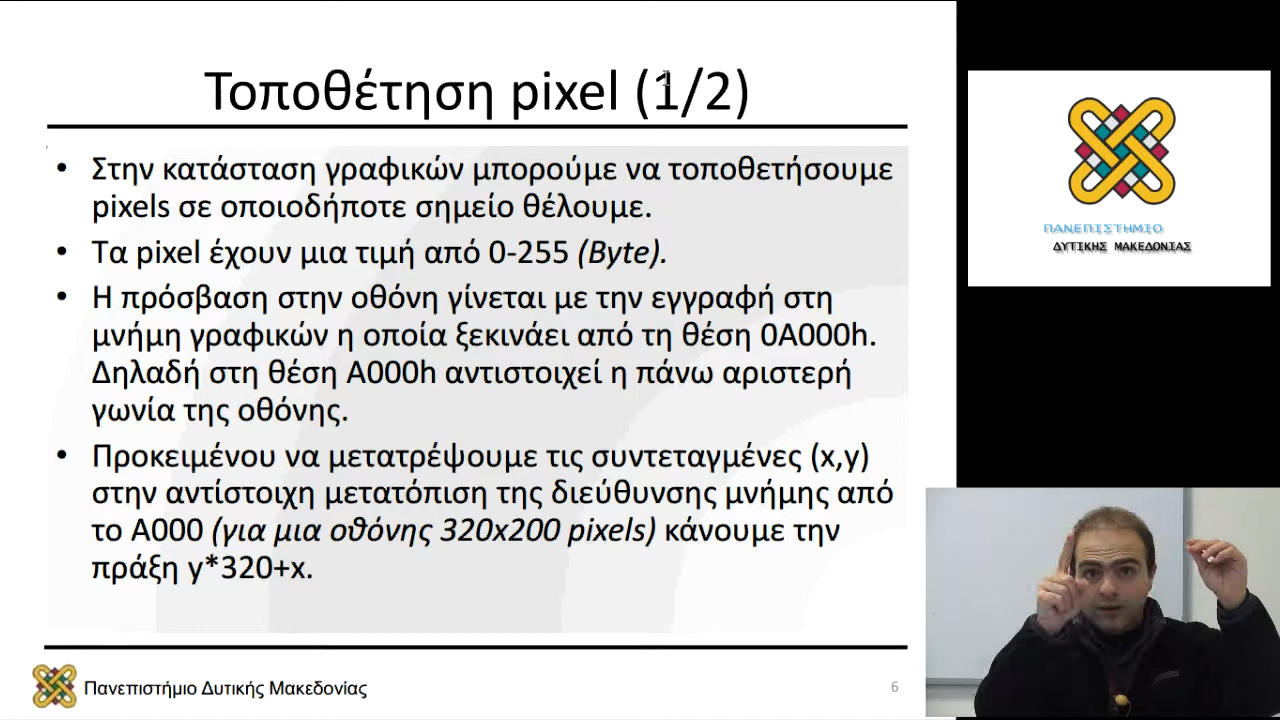 Τοποθέτηση pixel (1/2)
• Στην κατάσταση γραφικών μπορούμε να τοποθετήσουμε
pixels σε οποιοδήποτε σημείο θέλουμε.
• Τα pixel έχουν μια τιμή από 0-255 (Byte).
• Η πρόσβαση στην οθόνη γίνεται με την εγγραφή στη
μνήμη γραφικών η οποία ξεκινάει από τη θέση 0A000h.
Δηλαδή στη θέση A000h αντιστοιχεί η πάνω αριστερή
γωνία της οθόνης.
• Προκειμένου να μετατρέψουμε τις συντεταγμένες (x,y)
στην αντίστοιχη μετατόπιση της διεύθυνσης μνήμης από
το A000 (για μια οθόνης 320x200 pixels) κάνουμε την
πράξη y*320+x.
Πανεπιστήμιο Δυτικής Μακεδονίας
6
ΠΑΝΕΠΙΣΤΗΜΙΟ
ΔΥΤΙΚΗΣ ΜΑΚΕΔΟΝΙΑΣ